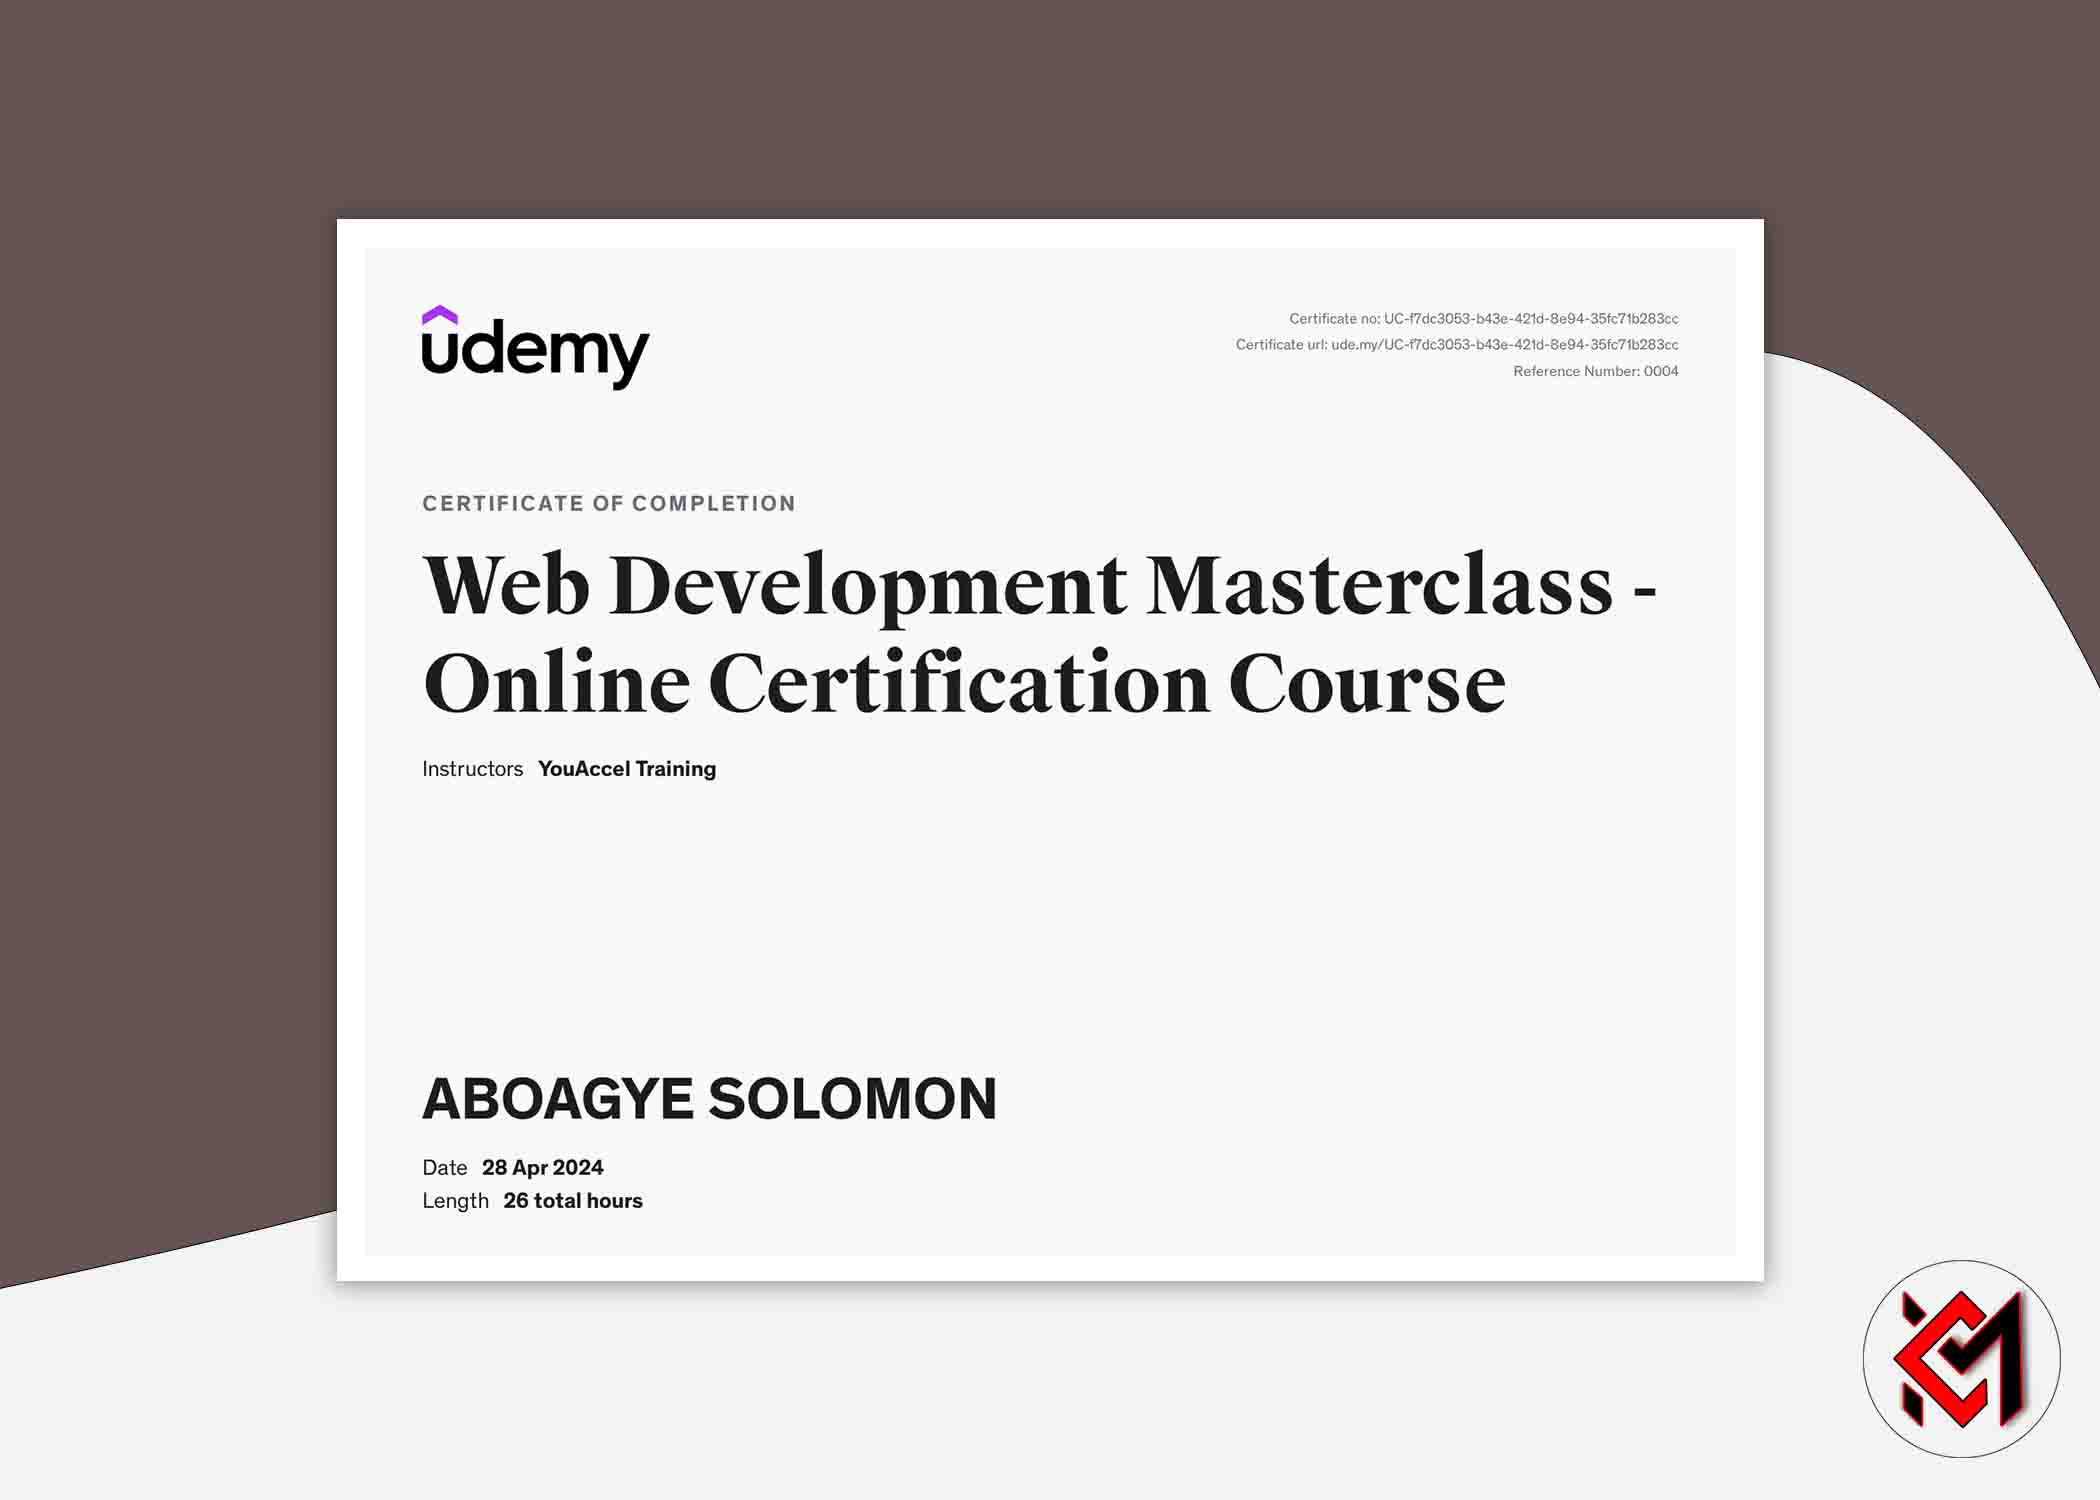 udemy
Certificate no: UC-f7dc3053-b43e-421d-8e94-35fc71b283cc
Certificate url: ude.my/UC-f7dc3053-b43e-421d-8e94-35fc71b283cc
Reference Number: 0004
CERTIFICATE OF COMPLETION
Web Development Masterclass -
Online Certification Course
Instructors YouAccel Training
ABOAGYE SOLOMON
Date 28 Apr 2024
Length 26 total hours